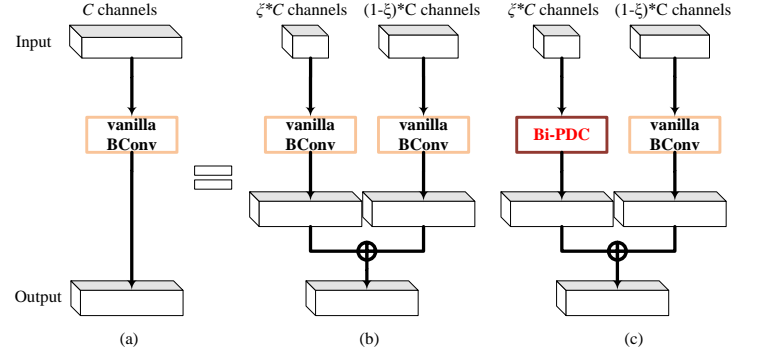 C channels
ξ*C channels
(1-ξ)*C channels
ξ*C channels
(1-ξ)*C channels
Input
vanilla
BConv
vanilla
BConv
vanilla
BConv
Bi-PDC
vanilla
BConv
Output
(a)
(b)
(c)